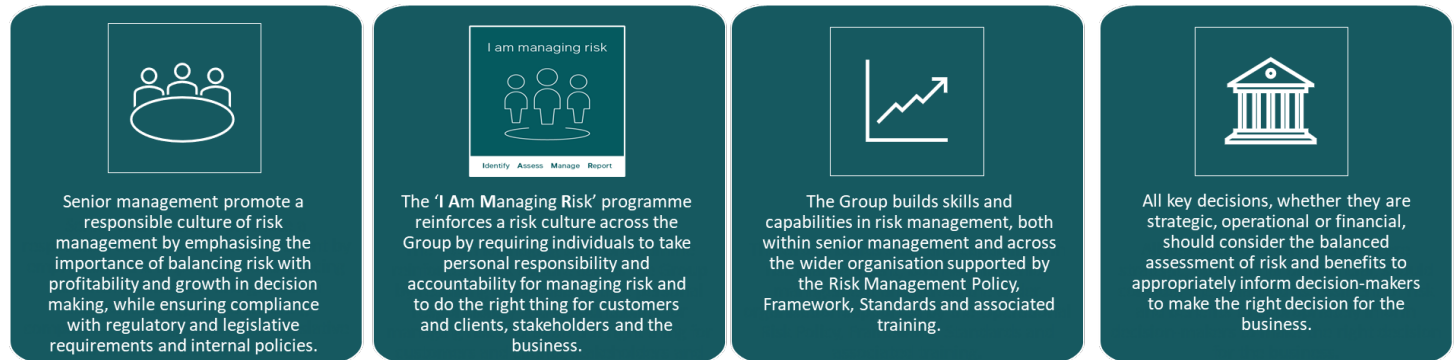 Senior management promote a
responsible culture of risk
management by emphasising the
importance of balancing risk with
profitability and growth in decision
making, while ensuring compliance
with regulatory and legislative
requirements and internal policies.
I am managing risk
Identify Assess Manage Report
The ‘I Am Managing Risk’ programme
reinforces a risk culture across the
Group by requiring individuals to take
personal responsibility and
accountability for managing risk and
to do the right thing for customers
and clients, stakeholders and the
business.
The Group builds skills and
capabilities in risk management, both
within senior management and across
the wider organisation supported by
the Risk Management Policy,
Framework, Standards and associated
training.
All key decisions, whether they are
strategic, operational or financial,
should consider the balanced
assessment of risk and benefits to
appropriately inform decision-makers
to make the right decision for the
business.